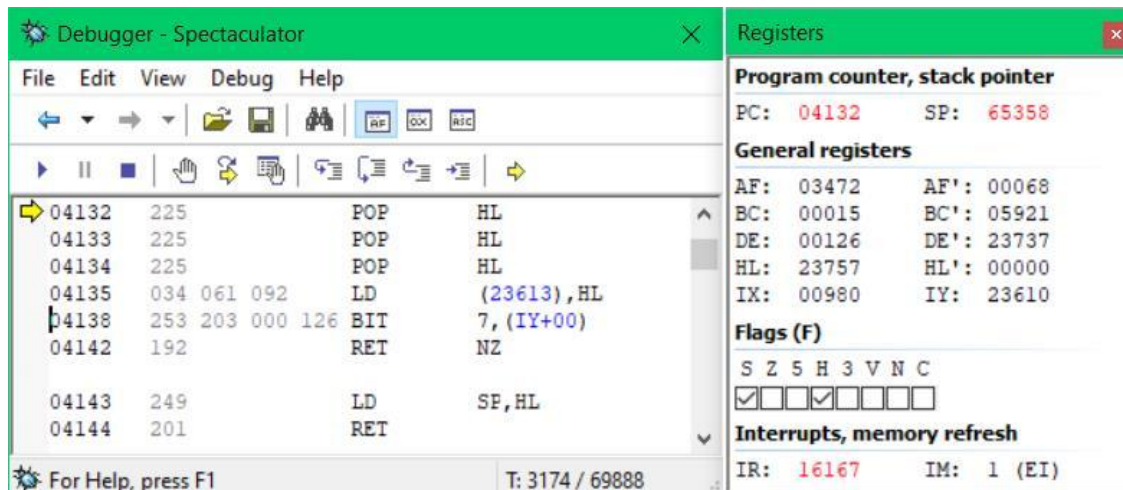 Debugger - Spectaculator
File Edit View Debug Help
AF 0X ASC
04132 225 POP HL
04133 225 POP HL
04134 225 POP HL
04135 034 061 092 LD (23613),HL
04138 253 203 000 126 BIT 7,(IY+00)
04142 192 RET NZ
04143 249 LD SP,HL
04144 201 RET
For Help, press F1 T: 3174 / 69888
Registers
Program counter, stack pointer
PC: 04132 SP: 65358
General registers
AF: 03472 AF': 00068
BC: 00015 BC': 05921
DE: 00126 DE': 23737
HL: 23757 HL': 00000
IX: 00980 IY: 23610
Flags (F)
S Z 5 H 3 V N C
Interrupts, memory refresh
IR: 16167 IM: 1 (EI)